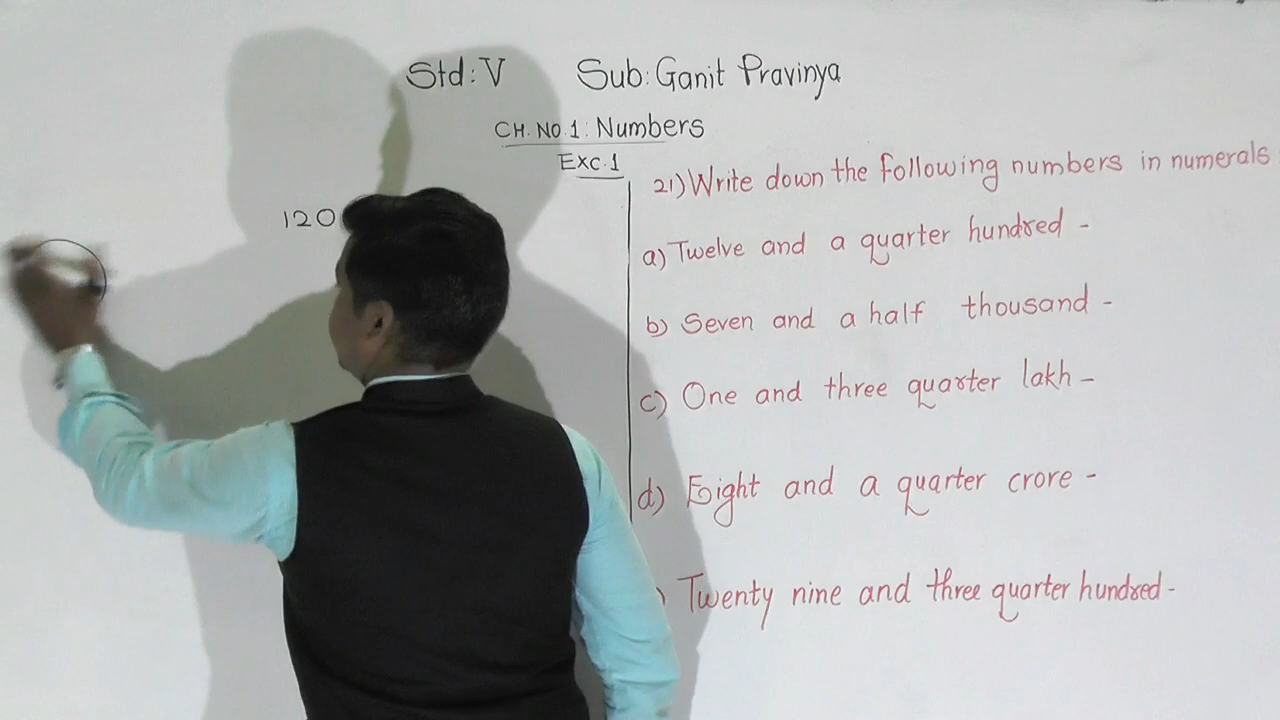 Std: V Sub: Ganit Pravinya
CH. NO. 1: Numbers
Exc. 1
120
21) Write down the following numbers in numerals
a) Twelve and a quarter hundred -
b) Seven and a half thousand -
c) One and three quarter lakh -
d) Eight and a quarter crore -
) Twenty nine and three quarter hundred -